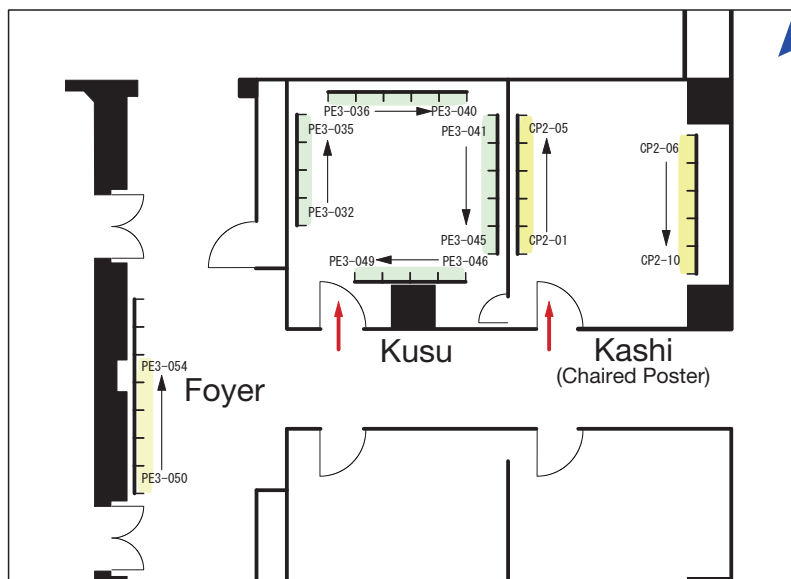 PE3-036
PE3-040
PE3-035
PE3-041
CP2-05
CP2-06
PE3-032
PE3-045
CP2-01
PE3-049
PE3-046
CP2-10
Kusu
Kashi
(Chaired Poster)
PE3-054
Foyer
PE3-050